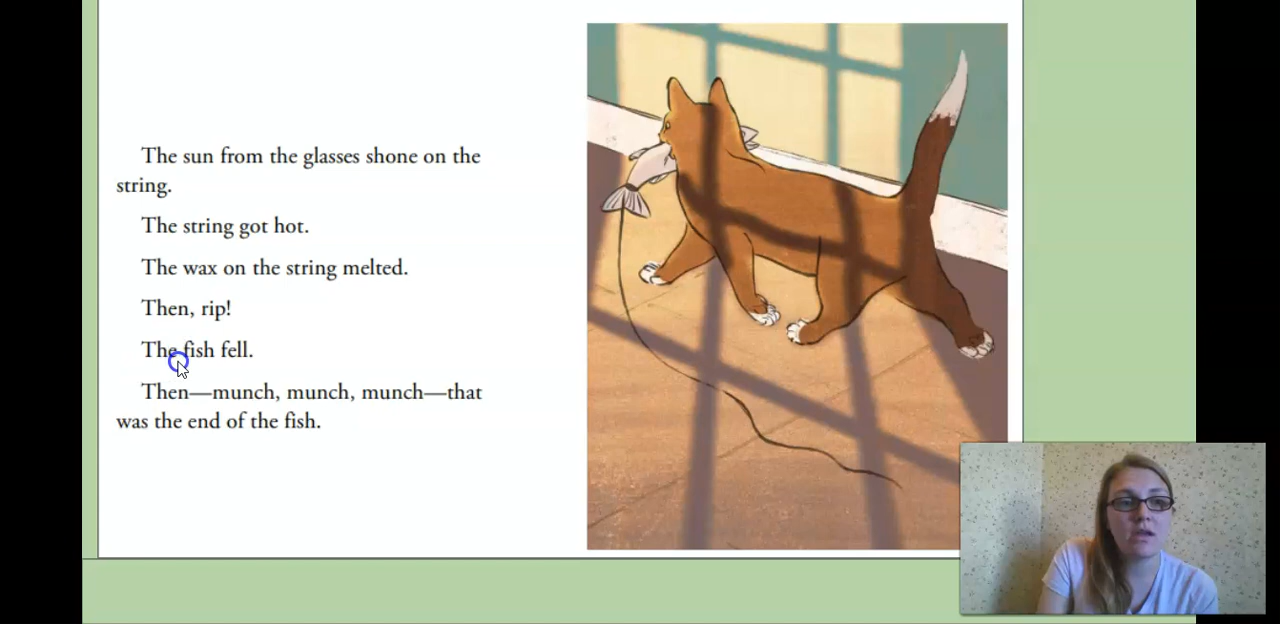 The sun from the glasses shone on the
string.
The string got hot.
The wax on the string melted.
Then, rip!
The fish fell.
Then—munch, munch, munch—that
was the end of the fish.